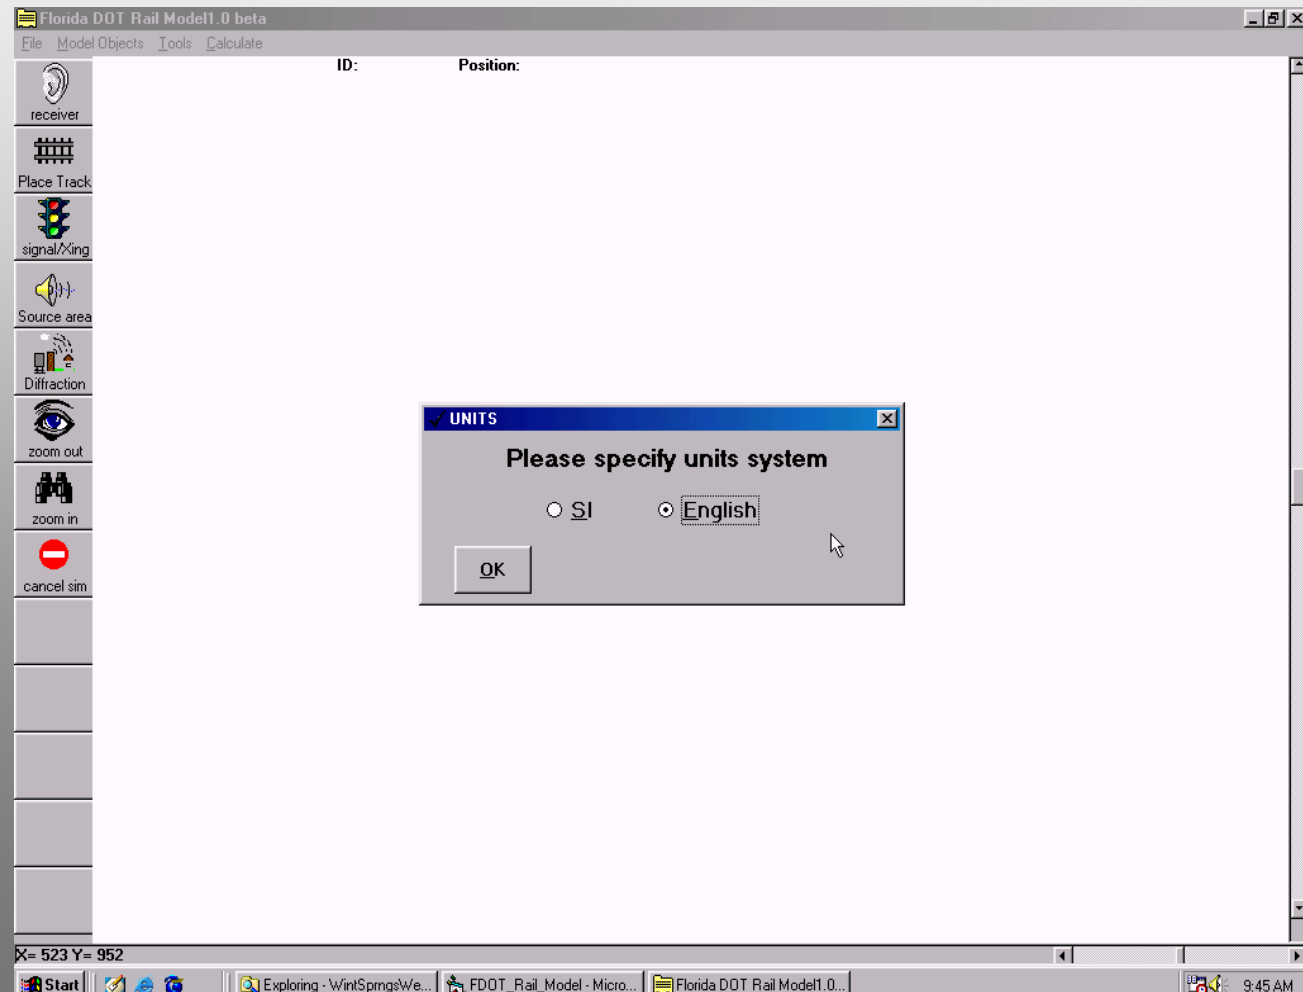 Florida DOT Rail Model1.0 beta
File Model Objects Tools Calculate
ID: Position:
receiver
Place Track
signal/Xing
Source area
Diffraction
zoom out
zoom in
cancel sim
UNITS
Please specify units system
SI English
OK
X= 523 Y= 952
Start Exploring - WintSprngsWe... FDOT_Rail_Model - Micro... Florida DOT Rail Model1.0... 9:45 AM